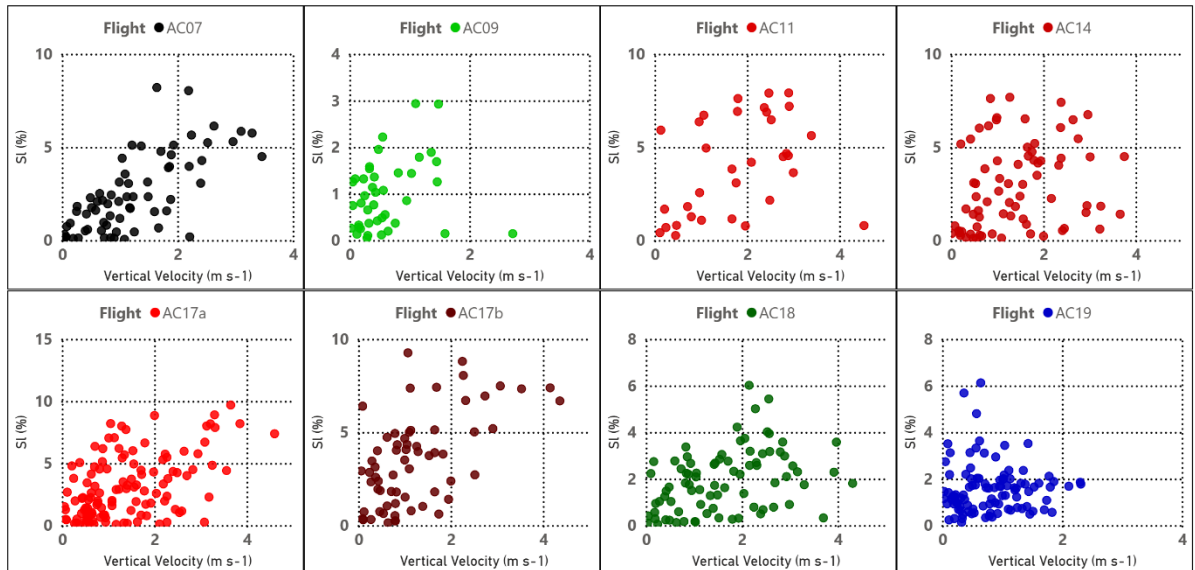 Flight AC07
10
5
0
0 2 4
SI (%)
Vertical Velocity (m s-1)
Flight AC09
4
3
2
1
0
0 2 4
SI (%)
Vertical Velocity (m s-1)
Flight AC11
10
5
0
0 2 4
SI (%)
Vertical Velocity (m s-1)
Flight AC14
10
5
0
0 2 4
SI (%)
Vertical Velocity (m s-1)
Flight AC17a
15
10
5
0
0 2 4
SI (%)
Vertical Velocity (m s-1)
Flight AC17b
10
5
0
0 2 4
SI (%)
Vertical Velocity (m s-1)
Flight AC18
8
6
4
2
0
0 2 4
SI (%)
Vertical Velocity (m s-1)
Flight AC19
8
6
4
2
0
0 2 4
SI (%)
Vertical Velocity (m s-1)